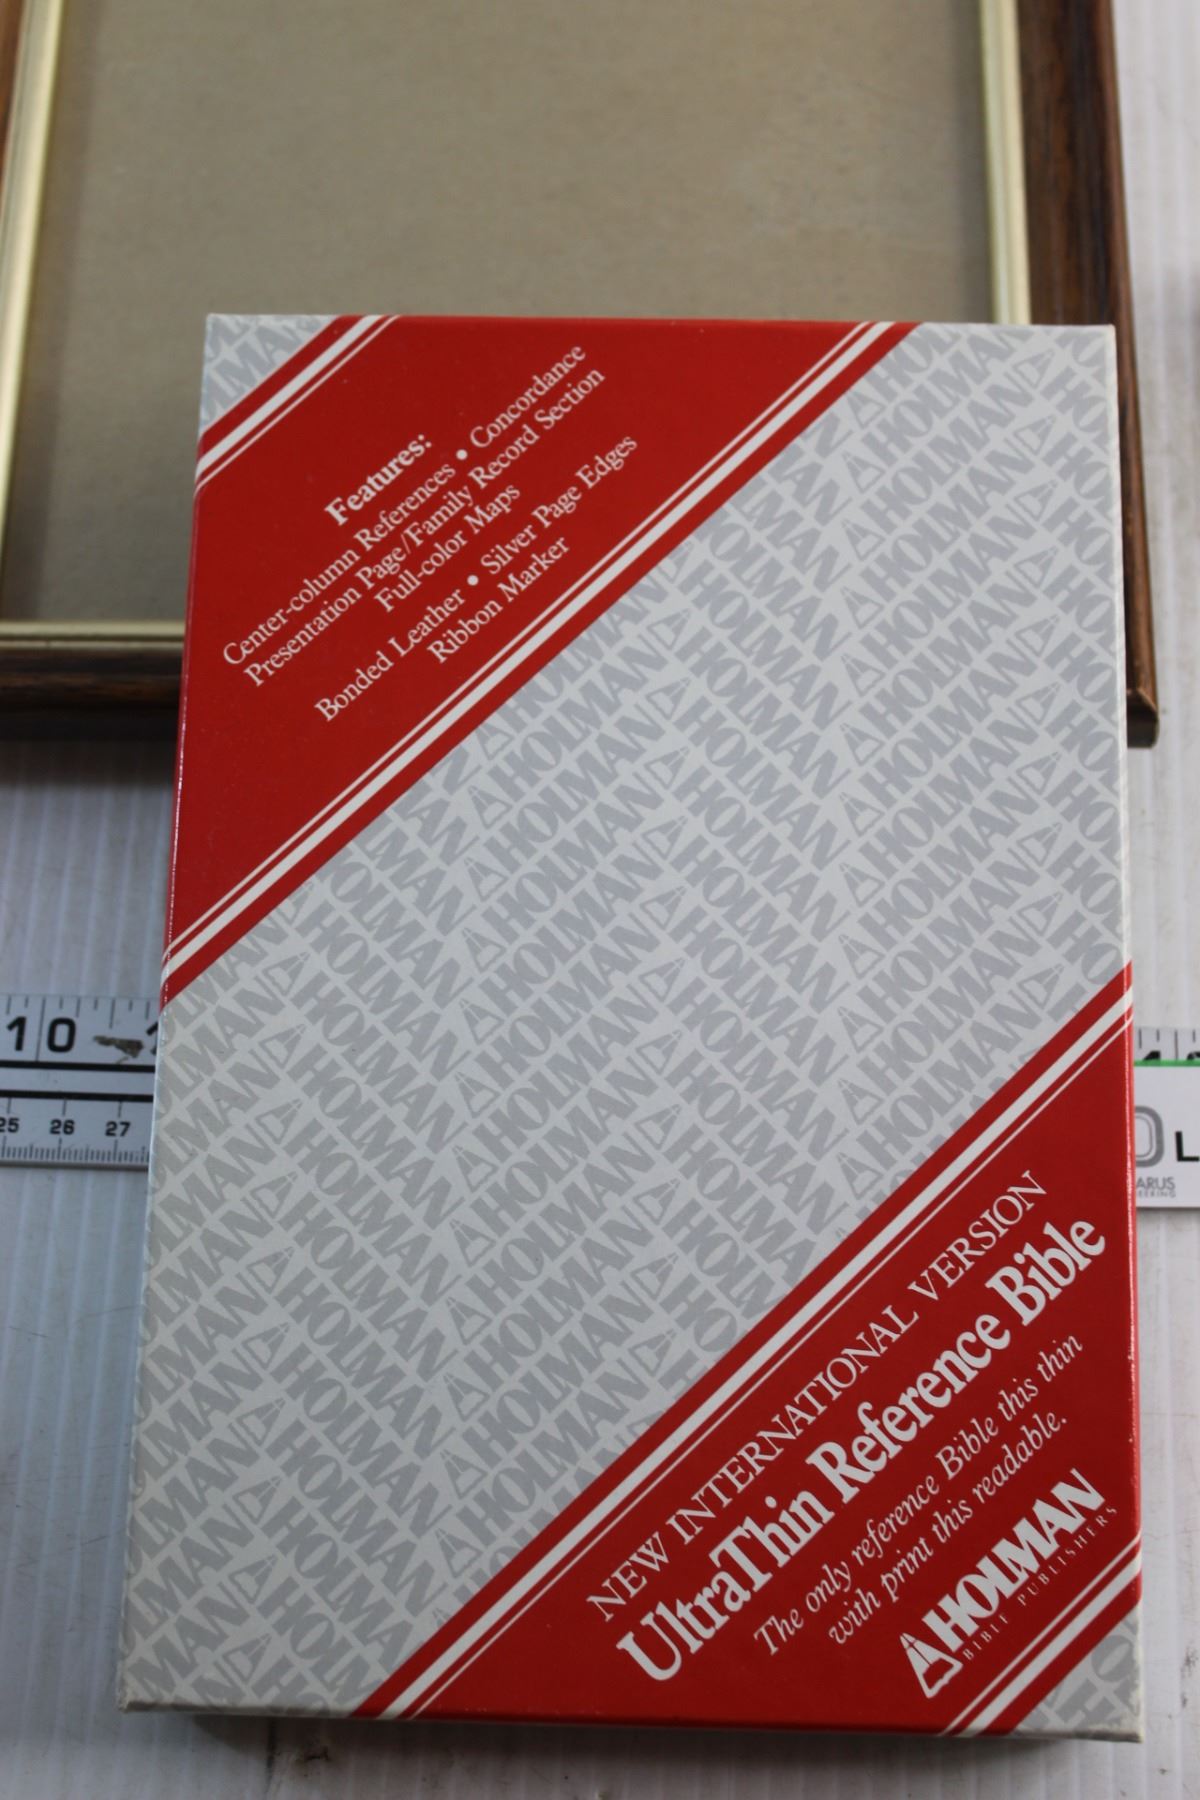 Features:
Center-column References • Concordance
Presentation Page/Family Record Section
Full-color Maps
Bonded Leather • Silver Page Edges
Ribbon Marker
10
25 26 27
L
NEW INTERNATIONAL VERSION
UltraThin Reference Bible
The only reference Bible this thin
with print this readable.
HOLMAN
BIBLE PUBLISHERS